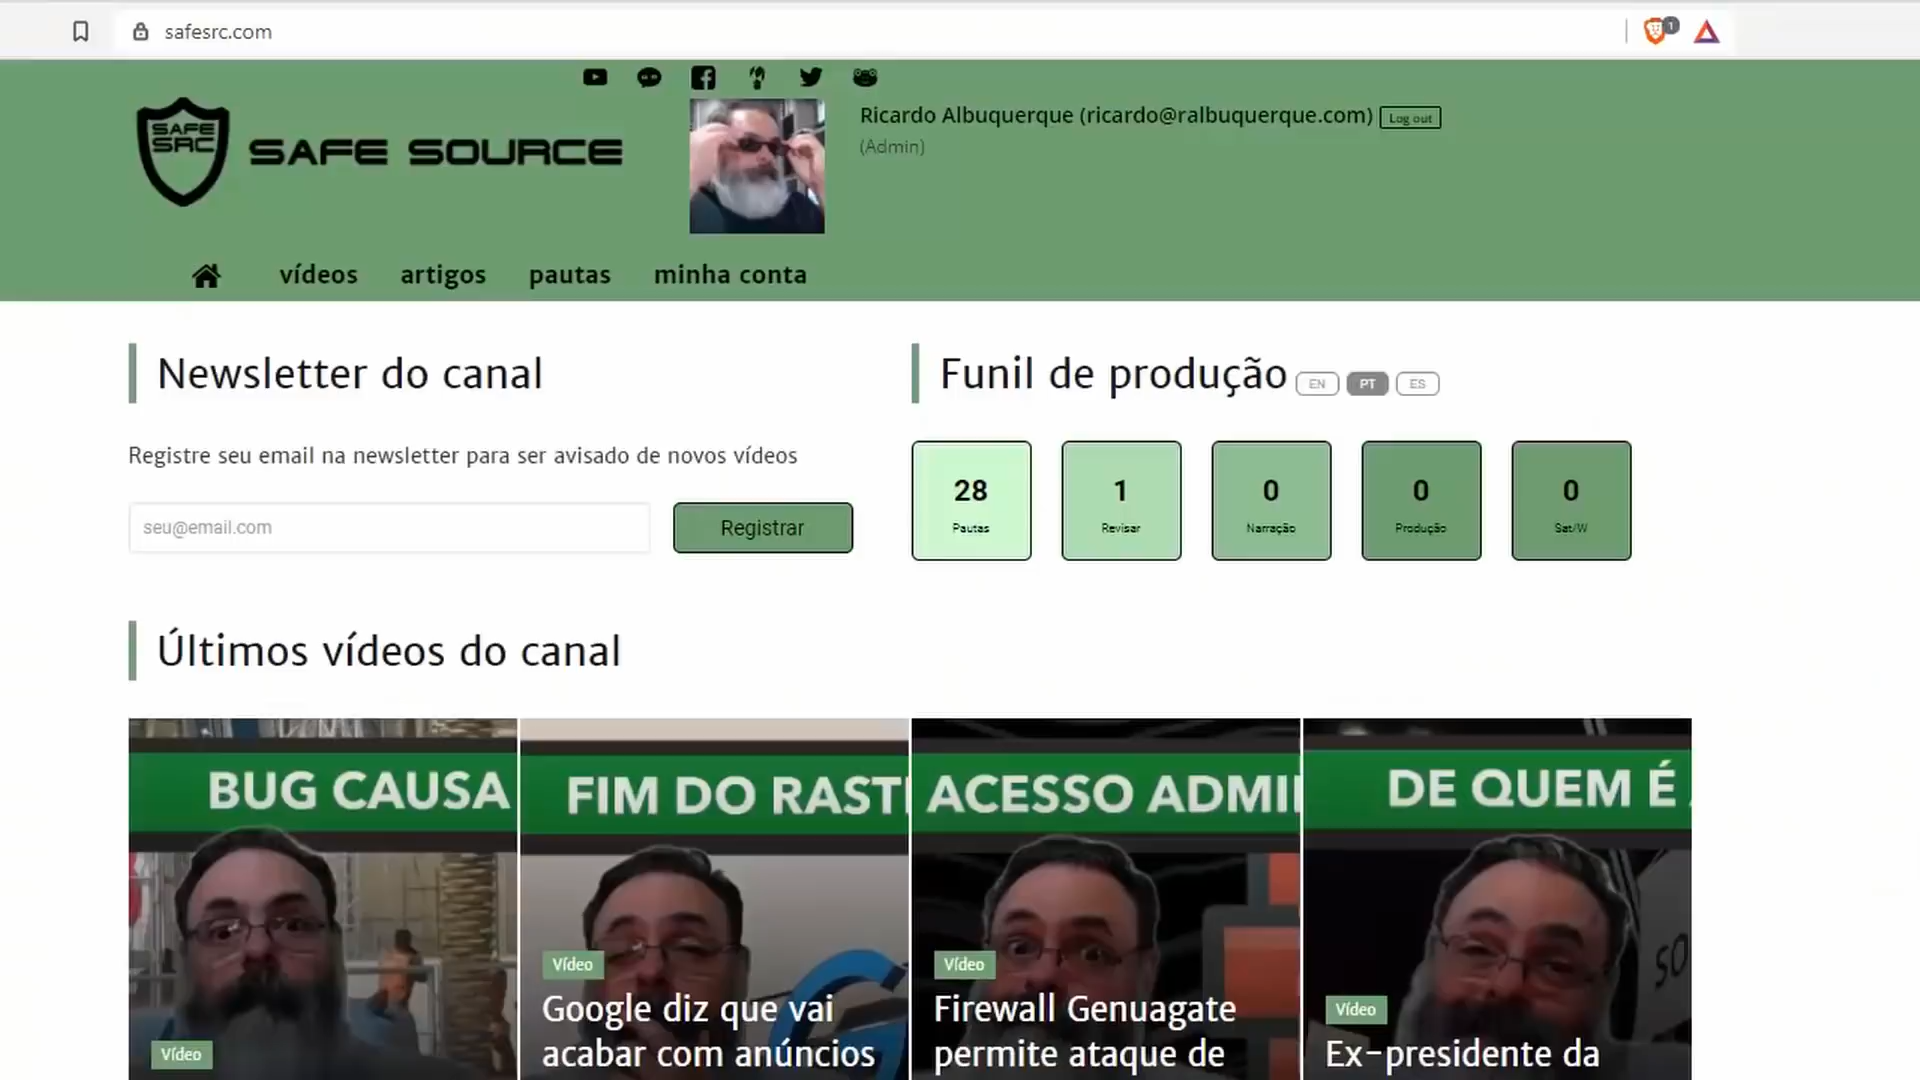 safesrc.com
1
SAFE
SRC
SAFE SOURCE
Ricardo Albuquerque (ricardo@ralbuquerque.com) Log out
(Admin)
vídeos artigos pautas minha conta
Newsletter do canal
Registre seu email na newsletter para ser avisado de novos vídeos
seu@email.com
Registrar
Funil de produção EN PT ES
28 1 0 0 0
Pautas Revisar Narração Produção Sat/W
Últimos vídeos do canal
BUG CAUSA
Vídeo
FIM DO RAST
Vídeo
Google diz que vai
acabar com anúncios
ACESSO ADMI
Vídeo
Firewall Genuagate
permite ataque de
DE QUEM É
SO
Vídeo
Ex-presidente da